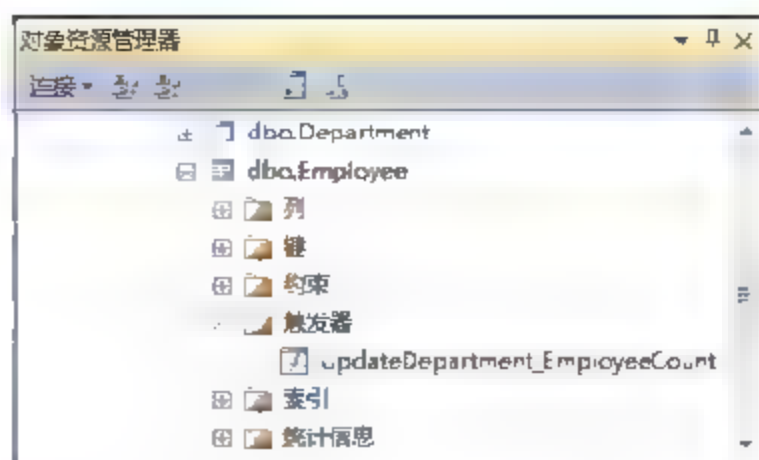 对象资源管理器
连接
dbo.Department
dbo.Employee
列
键
约束
触发器
updateDepartment_EmployeeCount
索引
统计信息